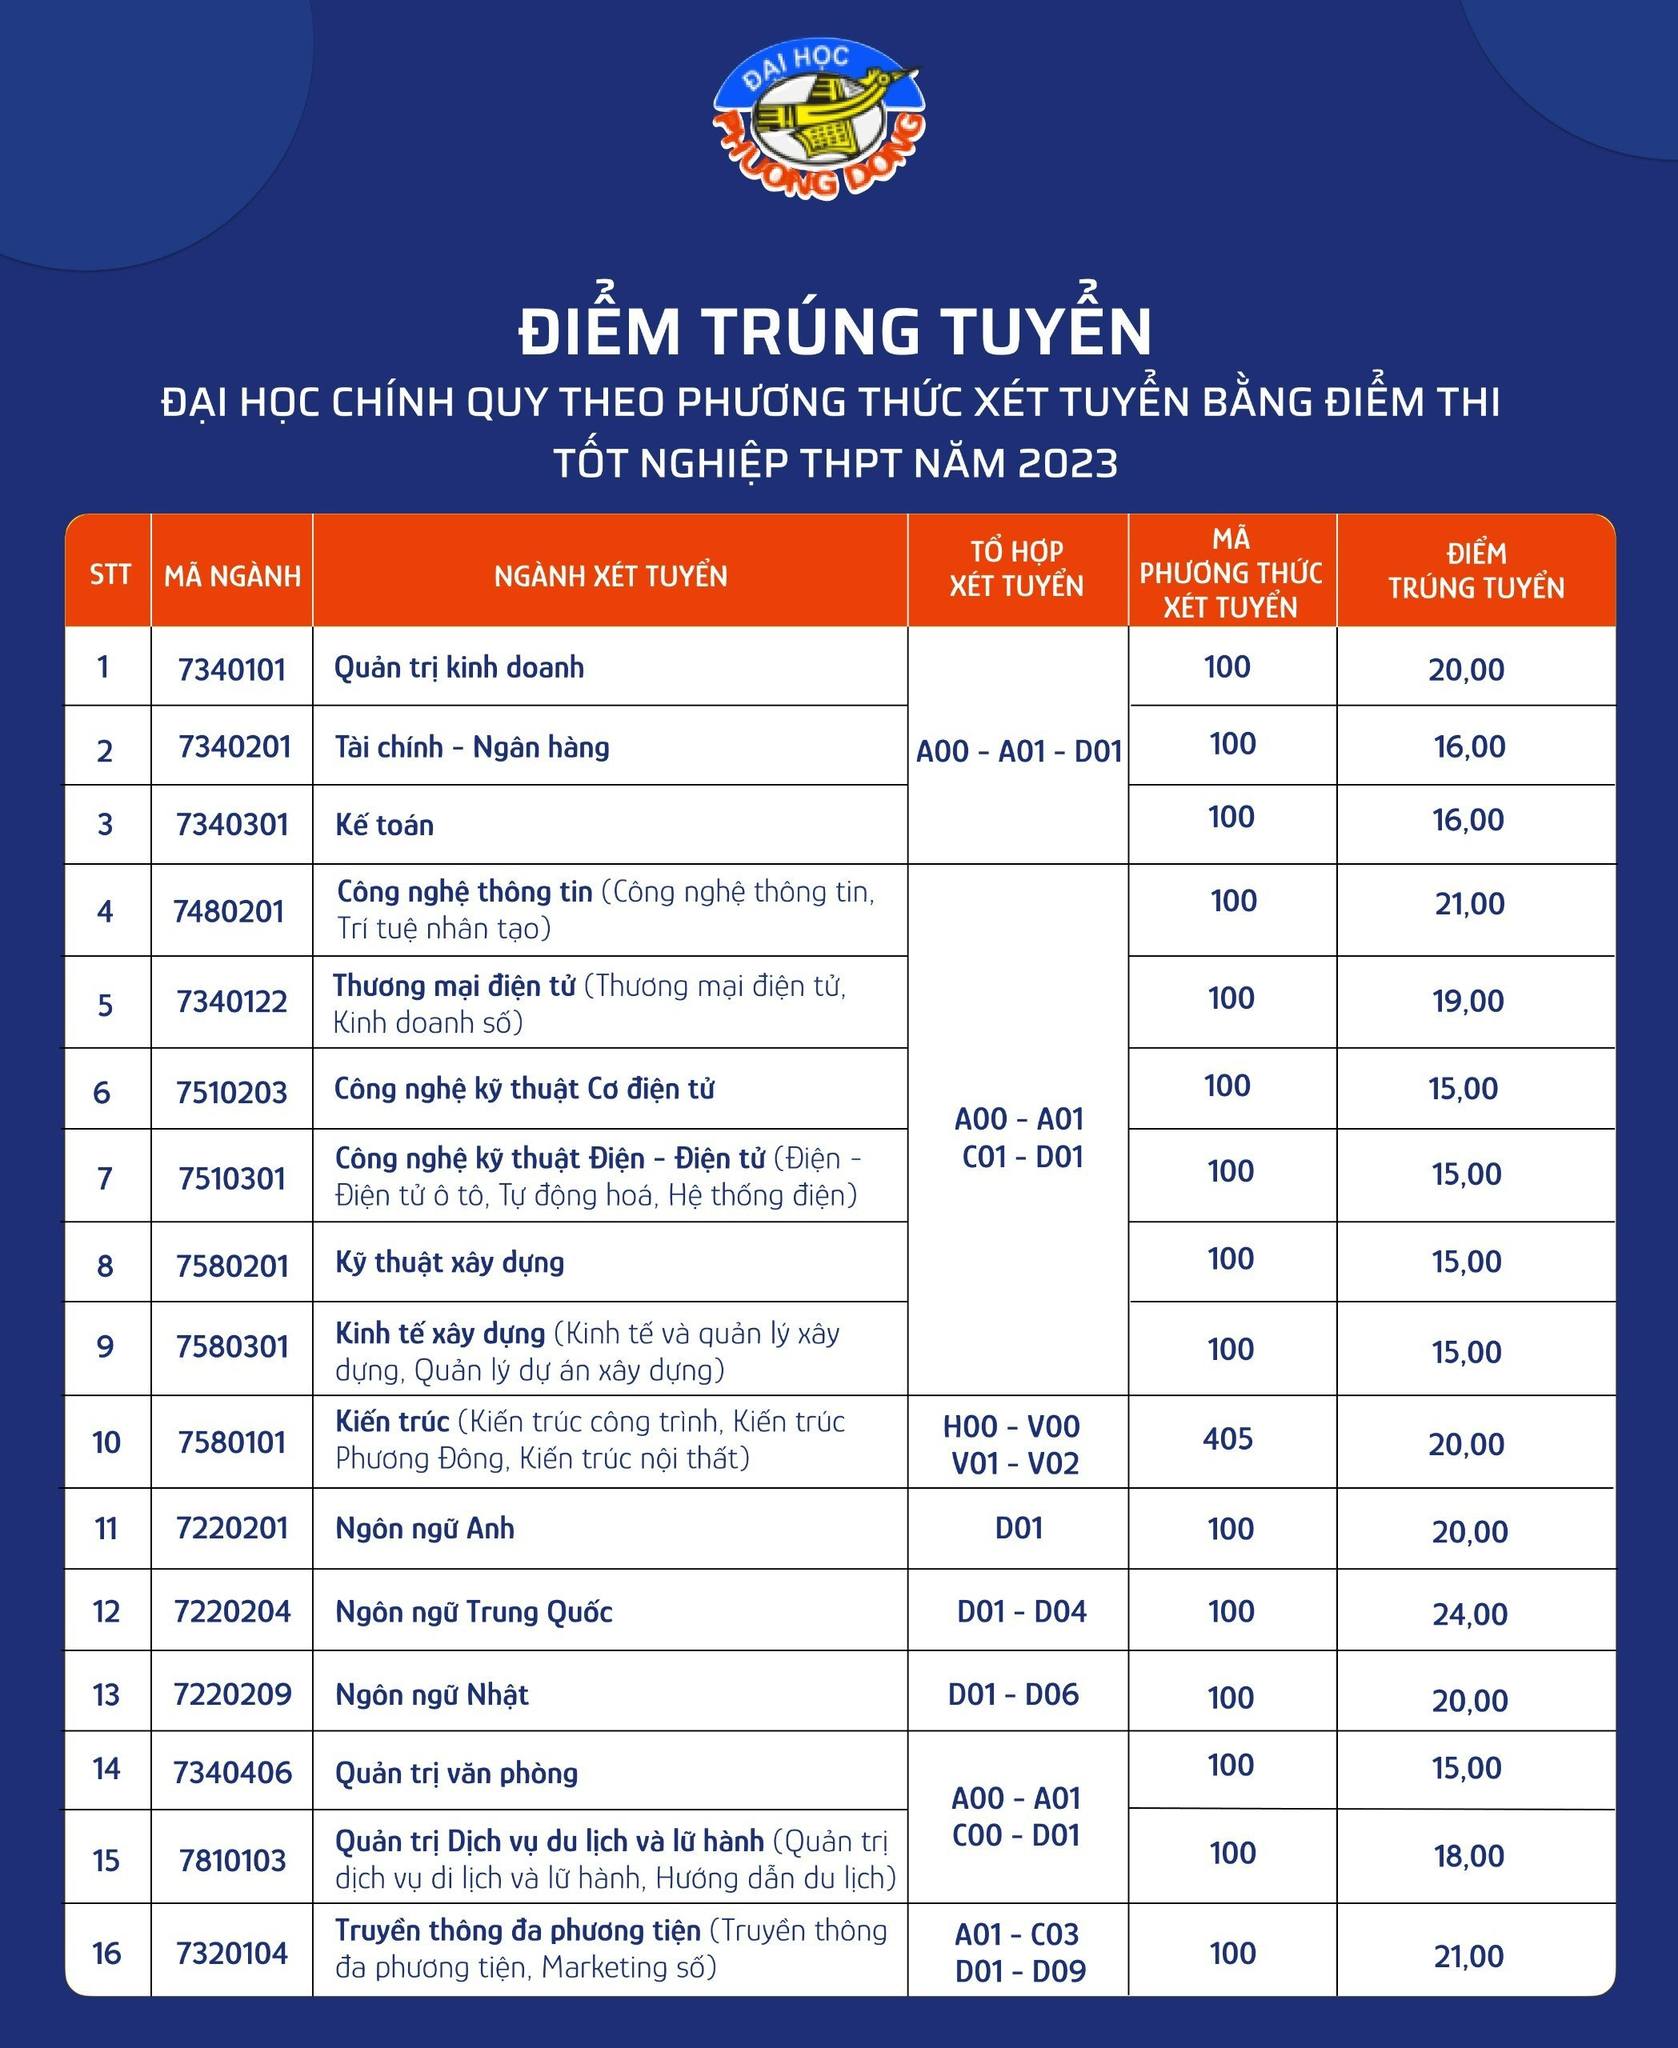 ĐẠI HỌC
PHƯƠNG ĐÔNG
ĐIỂM TRÚNG TUYỂN
ĐẠI HỌC CHÍNH QUY THEO PHƯƠNG THỨC XÉT TUYỂN BẰNG ĐIỂM THI
TỐT NGHIỆP THPT NĂM 2023
STT MÃ NGÀNH NGÀNH XÉT TUYỂN TỔ HỢP XÉT TUYỂN MÃ PHƯƠNG THỨC XÉT TUYỂN ĐIỂM TRÚNG TUYỂN
1 7340101 Quản trị kinh doanh 100 20,00
2 7340201 Tài chính - Ngân hàng A00 - A01 - D01 100 16,00
3 7340301 Kế toán 100 16,00
4 7480201 Công nghệ thông tin (Công nghệ thông tin,
Trí tuệ nhân tạo) 100 21,00
5 7340122 Thương mại điện tử (Thương mại điện tử,
Kinh doanh số) 100 19,00
6 7510203 Công nghệ kỹ thuật Cơ điện tử 100 15,00
A00 - A01
C01 - D01
7 7510301 Công nghệ kỹ thuật Điện - Điện tử (Điện -
Điện tử ô tô, Tự động hoá, Hệ thống điện) 100 15,00
8 7580201 Kỹ thuật xây dựng 100 15,00
9 7580301 Kinh tế xây dựng (Kinh tế và quản lý xây
dựng, Quản lý dự án xây dựng) 100 15,00
10 7580101 Kiến trúc (Kiến trúc công trình, Kiến trúc
Phương Đông, Kiến trúc nội thất) H00 - V00
V01 - V02 405 20,00
11 7220201 Ngôn ngữ Anh D01 100 20,00
12 7220204 Ngôn ngữ Trung Quốc D01 - D04 100 24,00
13 7220209 Ngôn ngữ Nhật D01 - D06 100 20,00
14 7340406 Quản trị văn phòng 100 15,00
A00 - A01
C00 - D01
15 7810103 Quản trị Dịch vụ du lịch và lữ hành (Quản trị
dịch vụ di lịch và lữ hành, Hướng dẫn du lịch) 100 18,00
16 7320104 Truyền thông đa phương tiện (Truyền thông
đa phương tiện, Marketing số) A01 - C03
D01 - D09 100 21,00